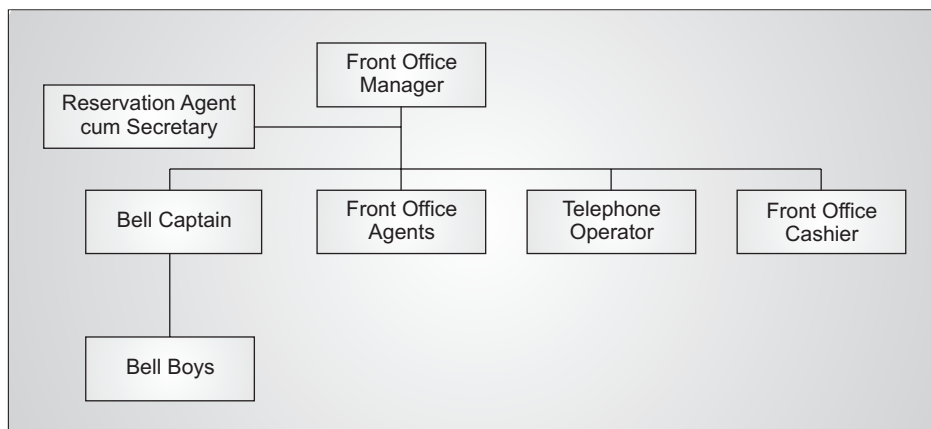 Front Office
Manager
Reservation Agent
cum Secretary
Bell Captain
Front Office
Agents
Telephone
Operator
Front Office
Cashier
Bell Boys